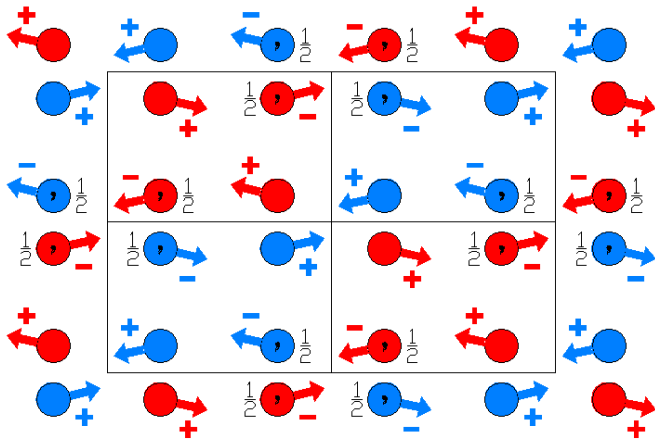 + + − , 1/2 − , 1/2 + +
+ + 1/2 , − 1/2 , − + +
− , 1/2 − , 1/2 + + − , 1/2 − , 1/2
1/2 , − 1/2 , − + + 1/2 , − 1/2 , −
+ + − , 1/2 − , 1/2 + +
+ + 1/2 , − 1/2 , − + +